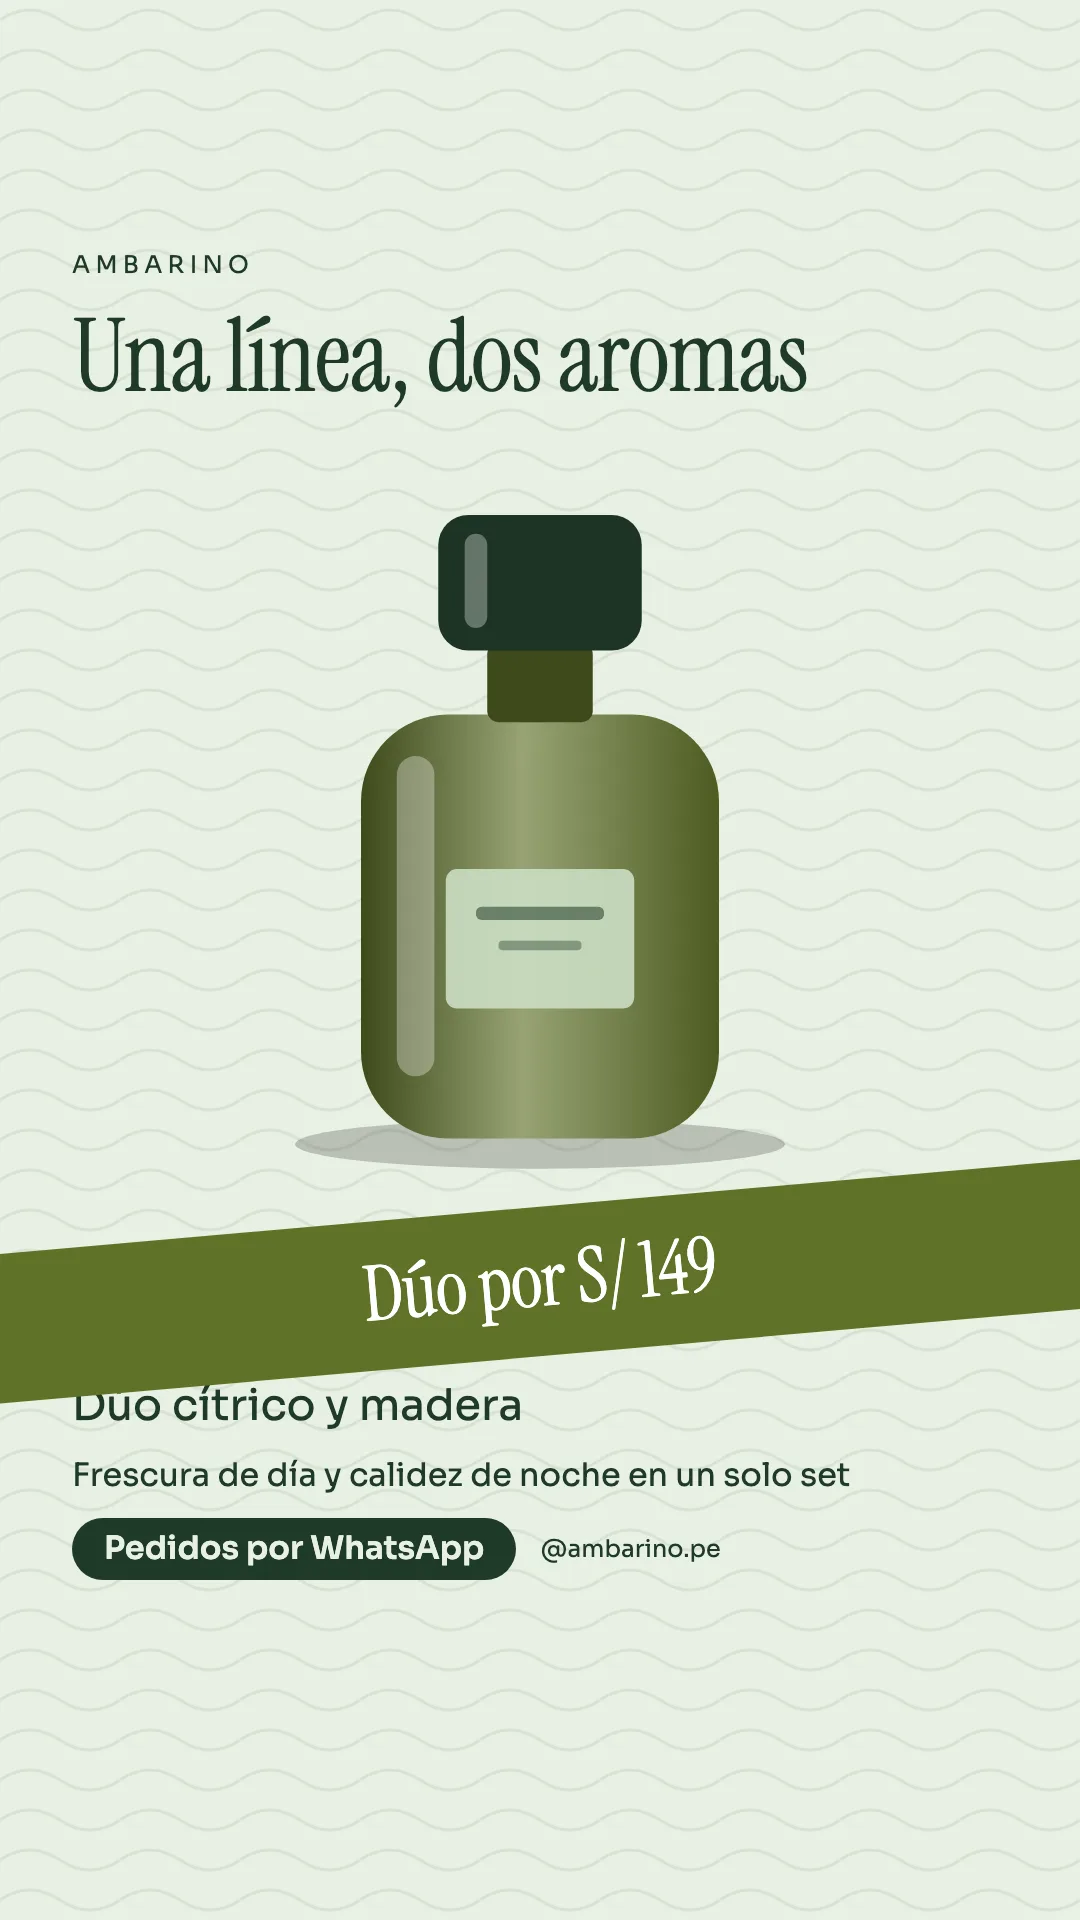 AMBARINO
Una línea, dos aromas
Dúo por S/ 149
Dúo cítrico y madera
Frescura de día y calidez de noche en un solo set
Pedidos por WhatsApp
@ambarino.pe